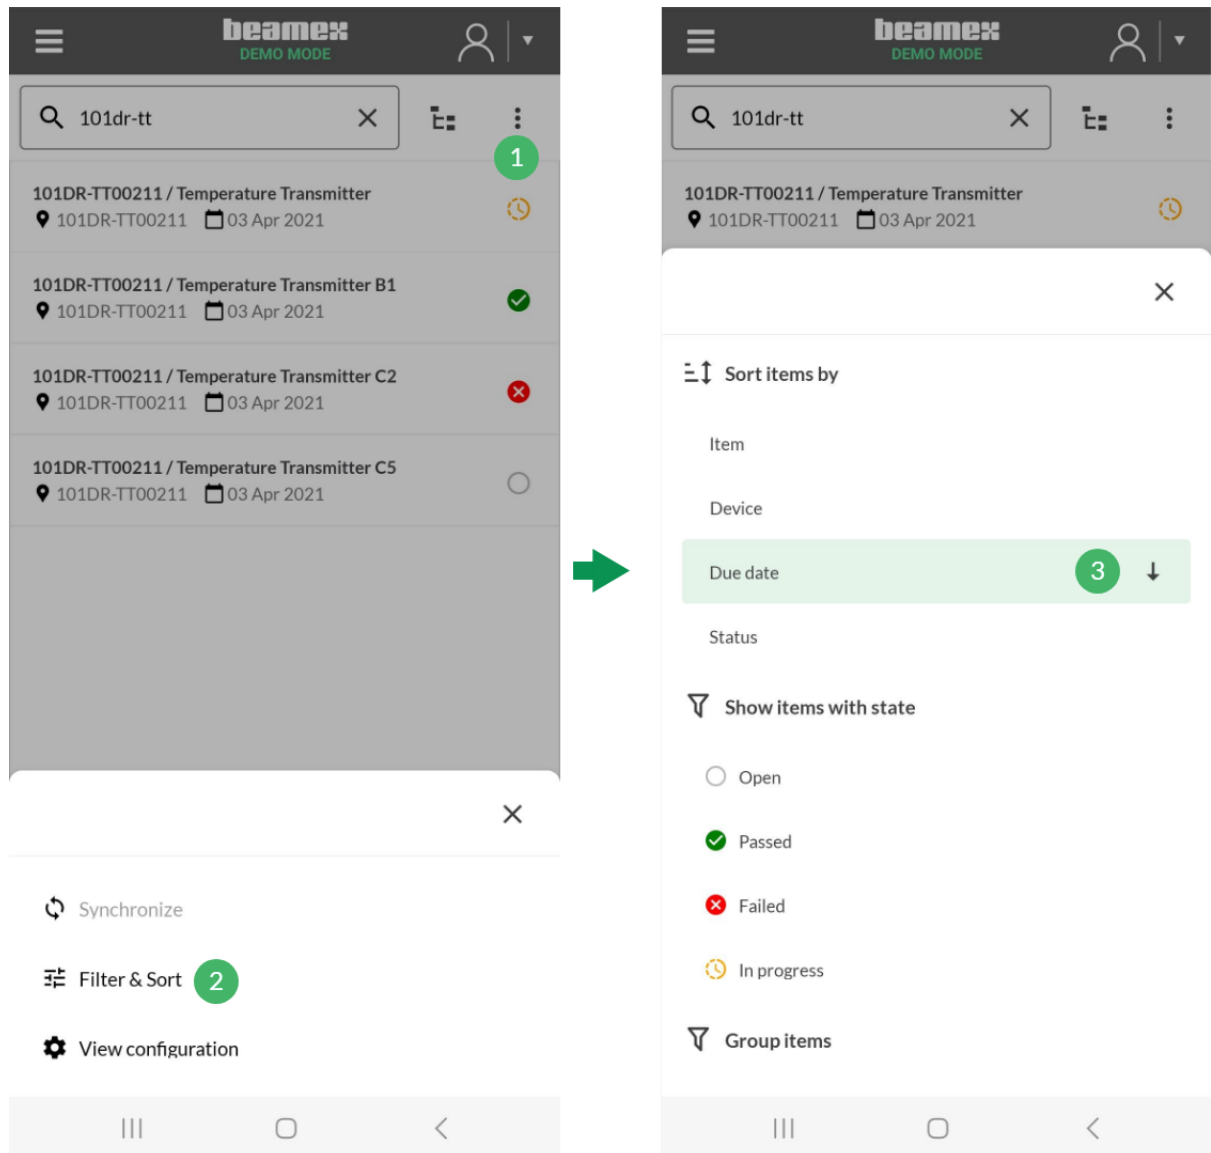 beamex
DEMO MODE
101dr-tt
1
101DR-TT00211 / Temperature Transmitter
101DR-TT00211 03 Apr 2021
101DR-TT00211 / Temperature Transmitter B1
101DR-TT00211 03 Apr 2021
101DR-TT00211 / Temperature Transmitter C2
101DR-TT00211 03 Apr 2021
101DR-TT00211 / Temperature Transmitter C5
101DR-TT00211 03 Apr 2021
Synchronize
Filter & Sort 2
View configuration
beamex
DEMO MODE
101dr-tt
101DR-TT00211 / Temperature Transmitter
101DR-TT00211 03 Apr 2021
Sort items by
Item
Device
Due date 3
Status
Show items with state
Open
Passed
Failed
In progress
Group items